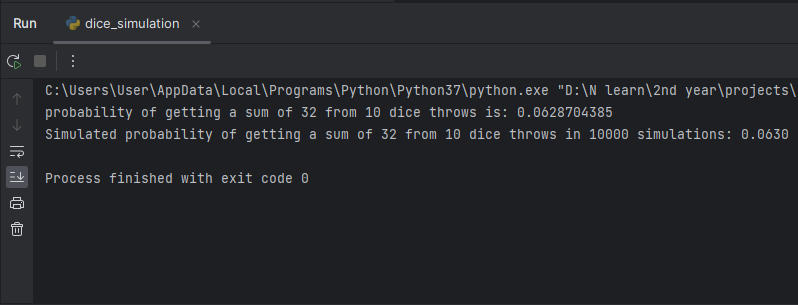 Run dice_simulation
C:\Users\User\AppData\Local\Programs\Python\Python37\python.exe "D:\N learn\2nd year\projects\
probability of getting a sum of 32 from 10 dice throws is: 0.0628704385
Simulated probability of getting a sum of 32 from 10 dice throws in 10000 simulations: 0.0630
Process finished with exit code 0